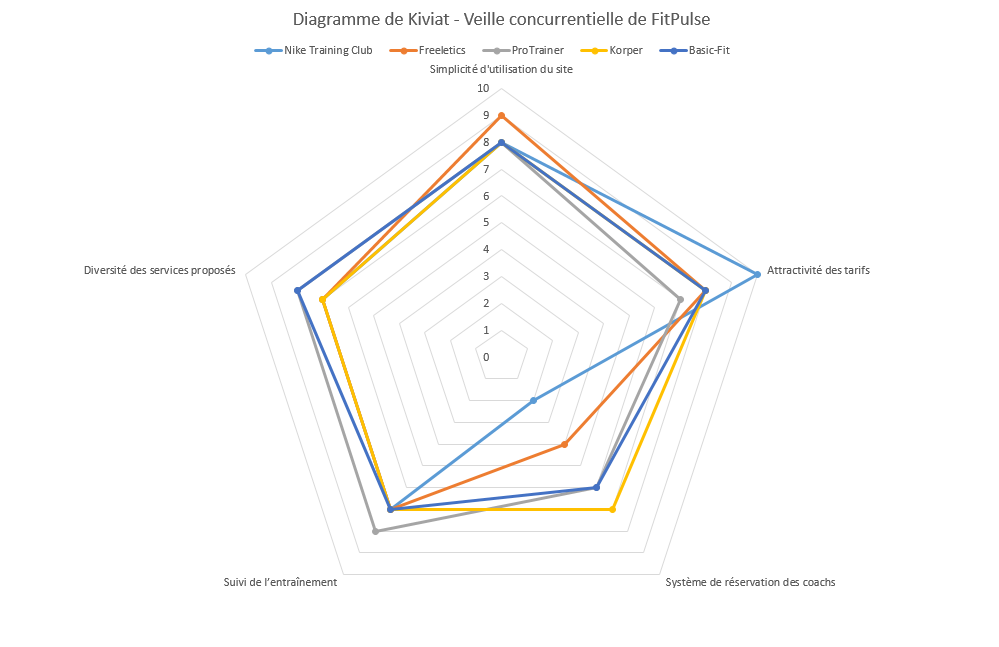 Diagramme de Kiviat - Veille concurrentielle de FitPulse
Nike Training Club Freeletics ProTrainer Korper Basic-Fit
Simplicité d'utilisation du site
10
9
8
7
6
5
4
3
2
1
0
Diversité des services proposés
Attractivité des tarifs
Suivi de l’entraînement
Système de réservation des coachs